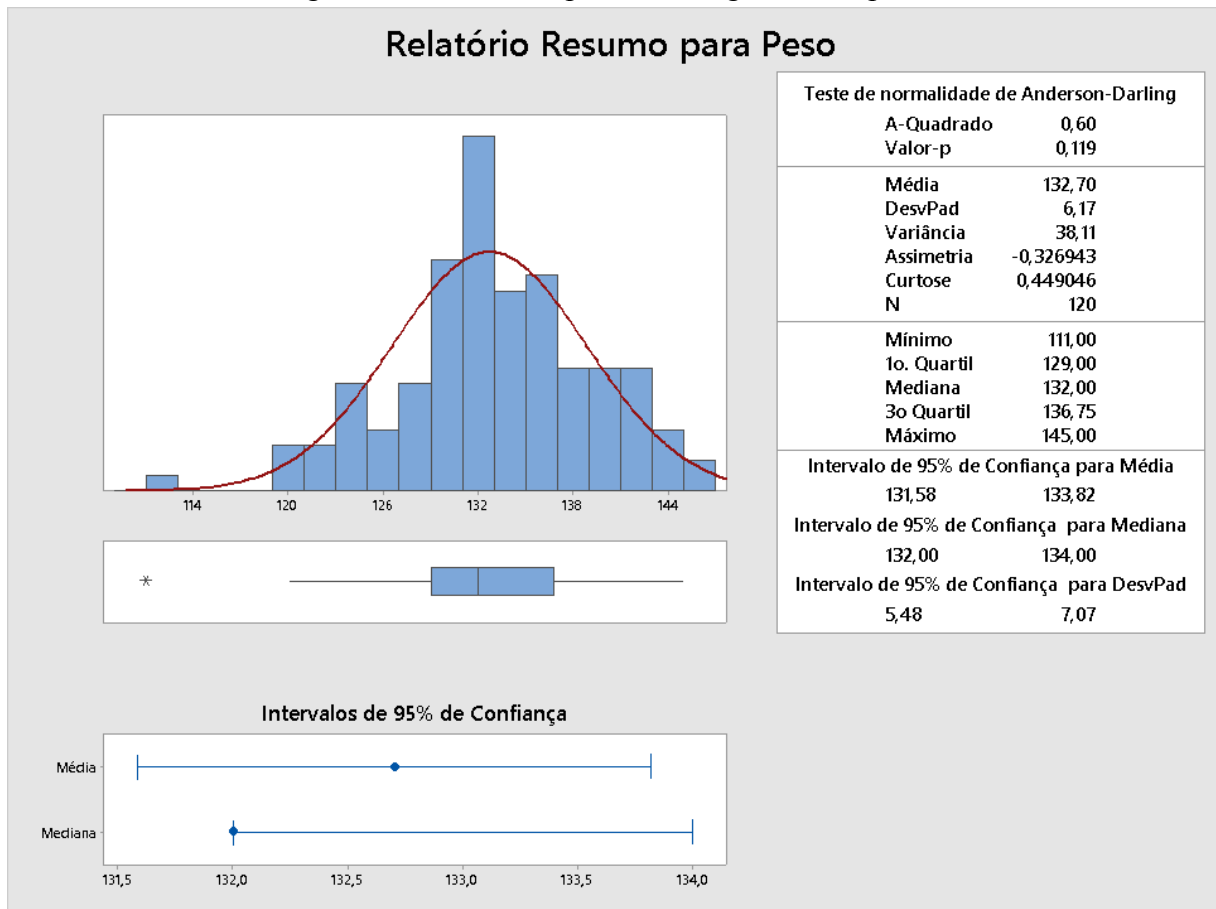 Relatório Resumo para Peso
114 120 126 132 138 144
Intervalos de 95% de Confiança
Média
Mediana
131,5 132,0 132,5 133,0 133,5 134,0
Teste de normalidade de Anderson-Darling
A-Quadrado 0,60
Valor-p 0,119
Média 132,70
DesvPad 6,17
Variância 38,11
Assimetria -0,326943
Curtose 0,449046
N 120
Mínimo 111,00
1o. Quartil 129,00
Mediana 132,00
3o Quartil 136,75
Máximo 145,00
Intervalo de 95% de Confiança para Média
131,58 133,82
Intervalo de 95% de Confiança para Mediana
132,00 134,00
Intervalo de 95% de Confiança para DesvPad
5,48 7,07